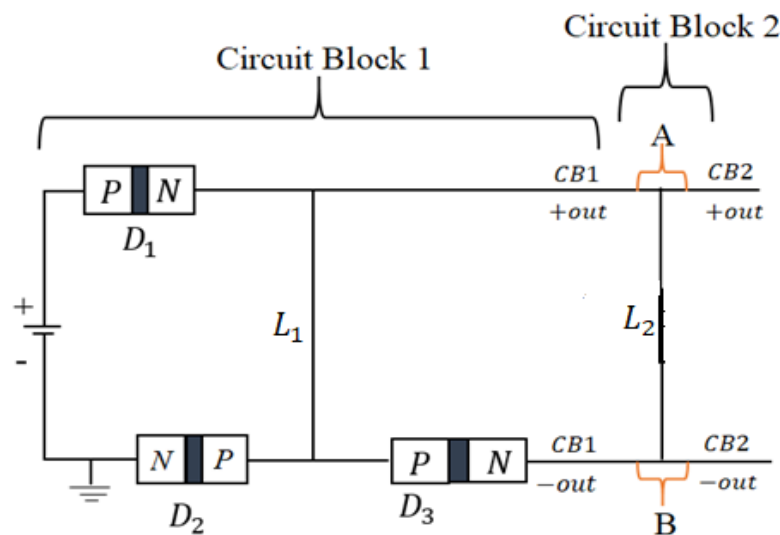 Circuit Block 1
Circuit Block 2
A
P N
CB1
CB2
+out
+out
D₁
+
-
L₁
L₂
N P
P N
CB1
CB2
-out
-out
D₂
D₃
B